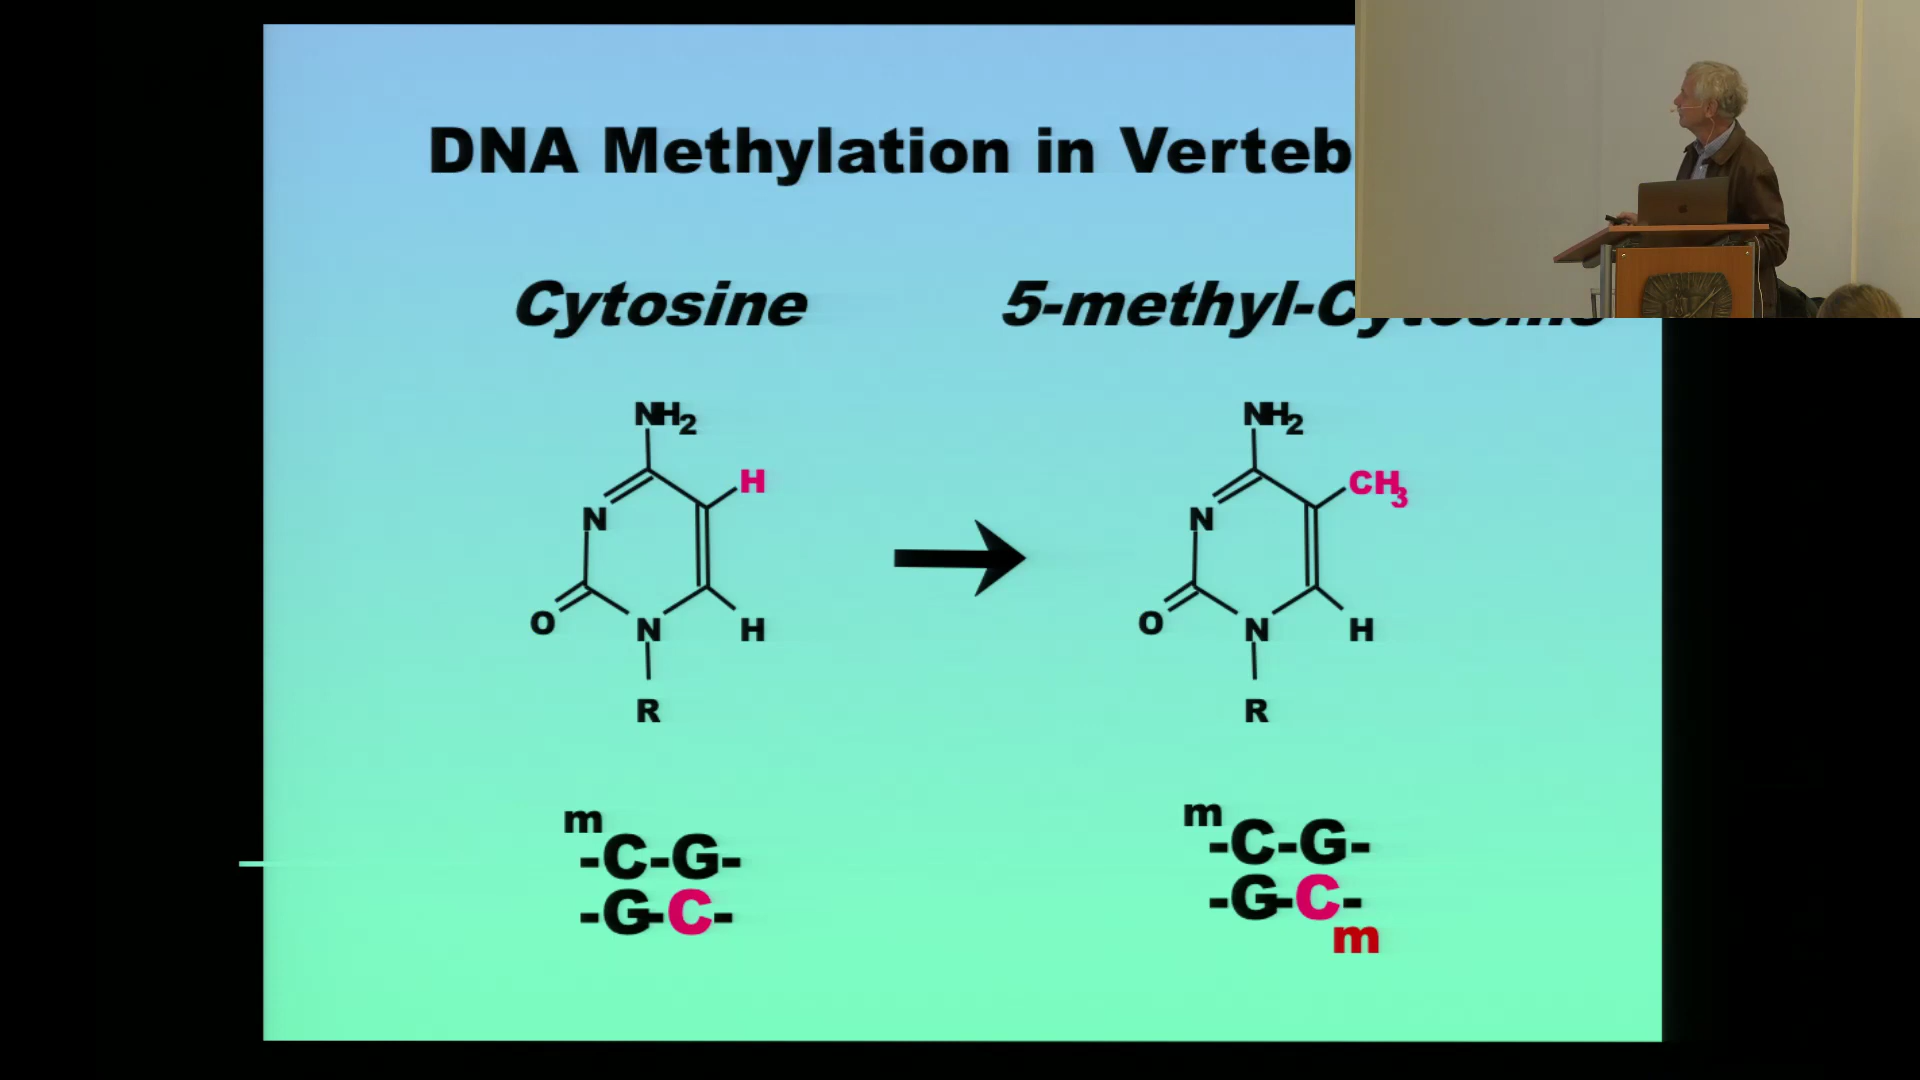 DNA Methylation in Verteb
Cytosine
5-methyl-Cytosine
NH2
H
N
O
N
H
R
NH2
CH3
N
O
N
H
R
m
-C-G-
-G-C-
m
-C-G-
-G-C-
m